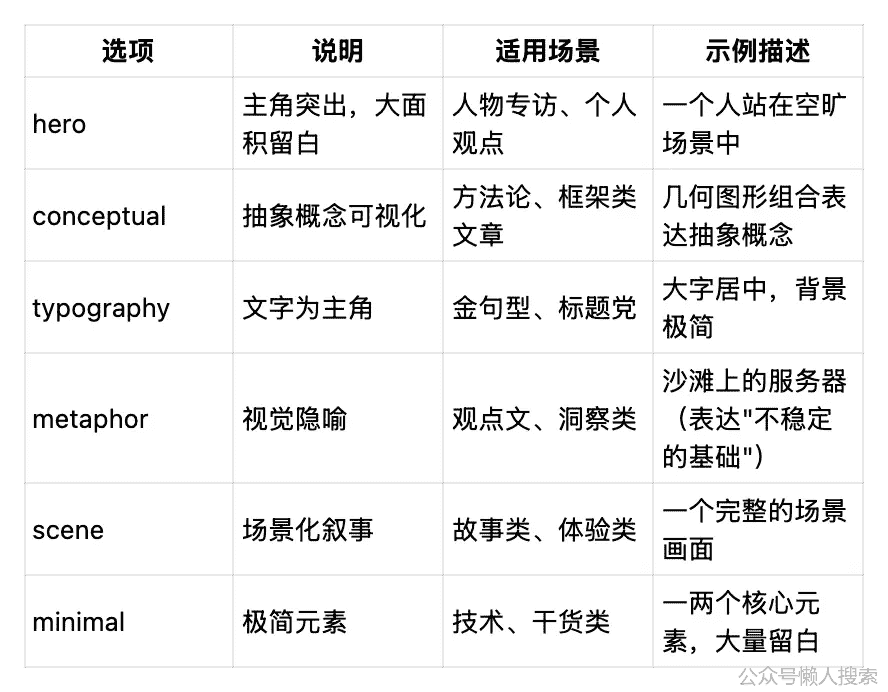 选项 说明 适用场景 示例描述
hero 主角突出，大面积留白 人物专访、个人观点 一个人站在空旷场景中
conceptual 抽象概念可视化 方法论、框架类文章 几何图形组合表达抽象概念
typography 文字为主角 金句型、标题党 大字居中，背景极简
metaphor 视觉隐喻 观点文、洞察类 沙滩上的服务器（表达"不稳定的基础"）
scene 场景化叙事 故事类、体验类 一个完整的场景画面
minimal 极简元素 技术、干货类 一两个核心元素，大量留白
公众号懒人搜索